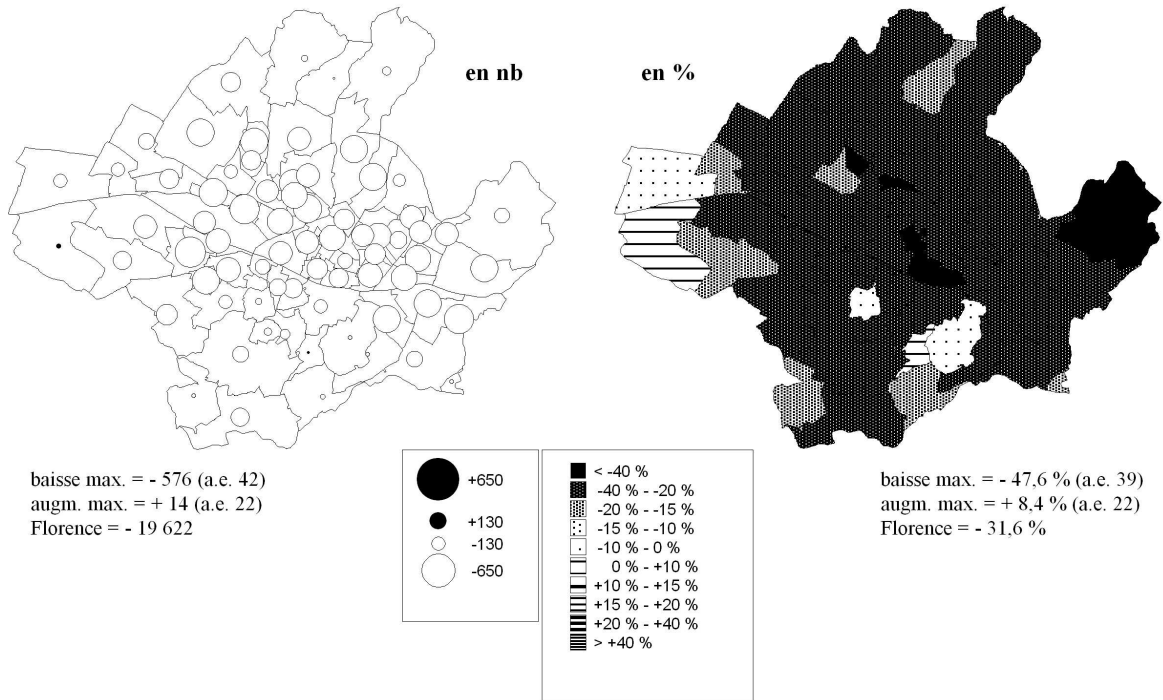 en nb
en %
baisse max. = - 576 (a.e. 42)
augm. max. = + 14 (a.e. 22)
Florence = - 19 622
+650
+130
-130
-650
< -40 %
-40 % - -20 %
-20 % - -15 %
-15 % - -10 %
-10 % - 0 %
0 % - +10 %
+10 % - +15 %
+15 % - +20 %
+20 % - +40 %
> +40 %
baisse max. = - 47,6 % (a.e. 39)
augm. max. = + 8,4 % (a.e. 22)
Florence = - 31,6 %